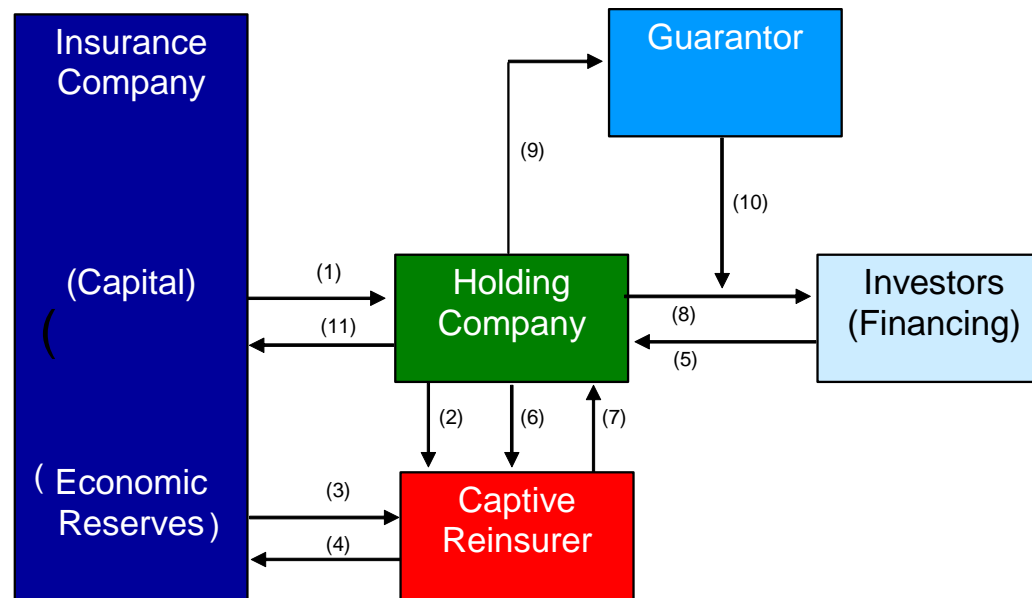 Insurance
Company
Guarantor
(9)
(10)
(Capital)
(
(1)
(11)
Holding
Company
(8)
(5)
Investors
(Financing)
(2)
(6)
(7)
( Economic
Reserves)
(3)
(4)
Captive
Reinsurer